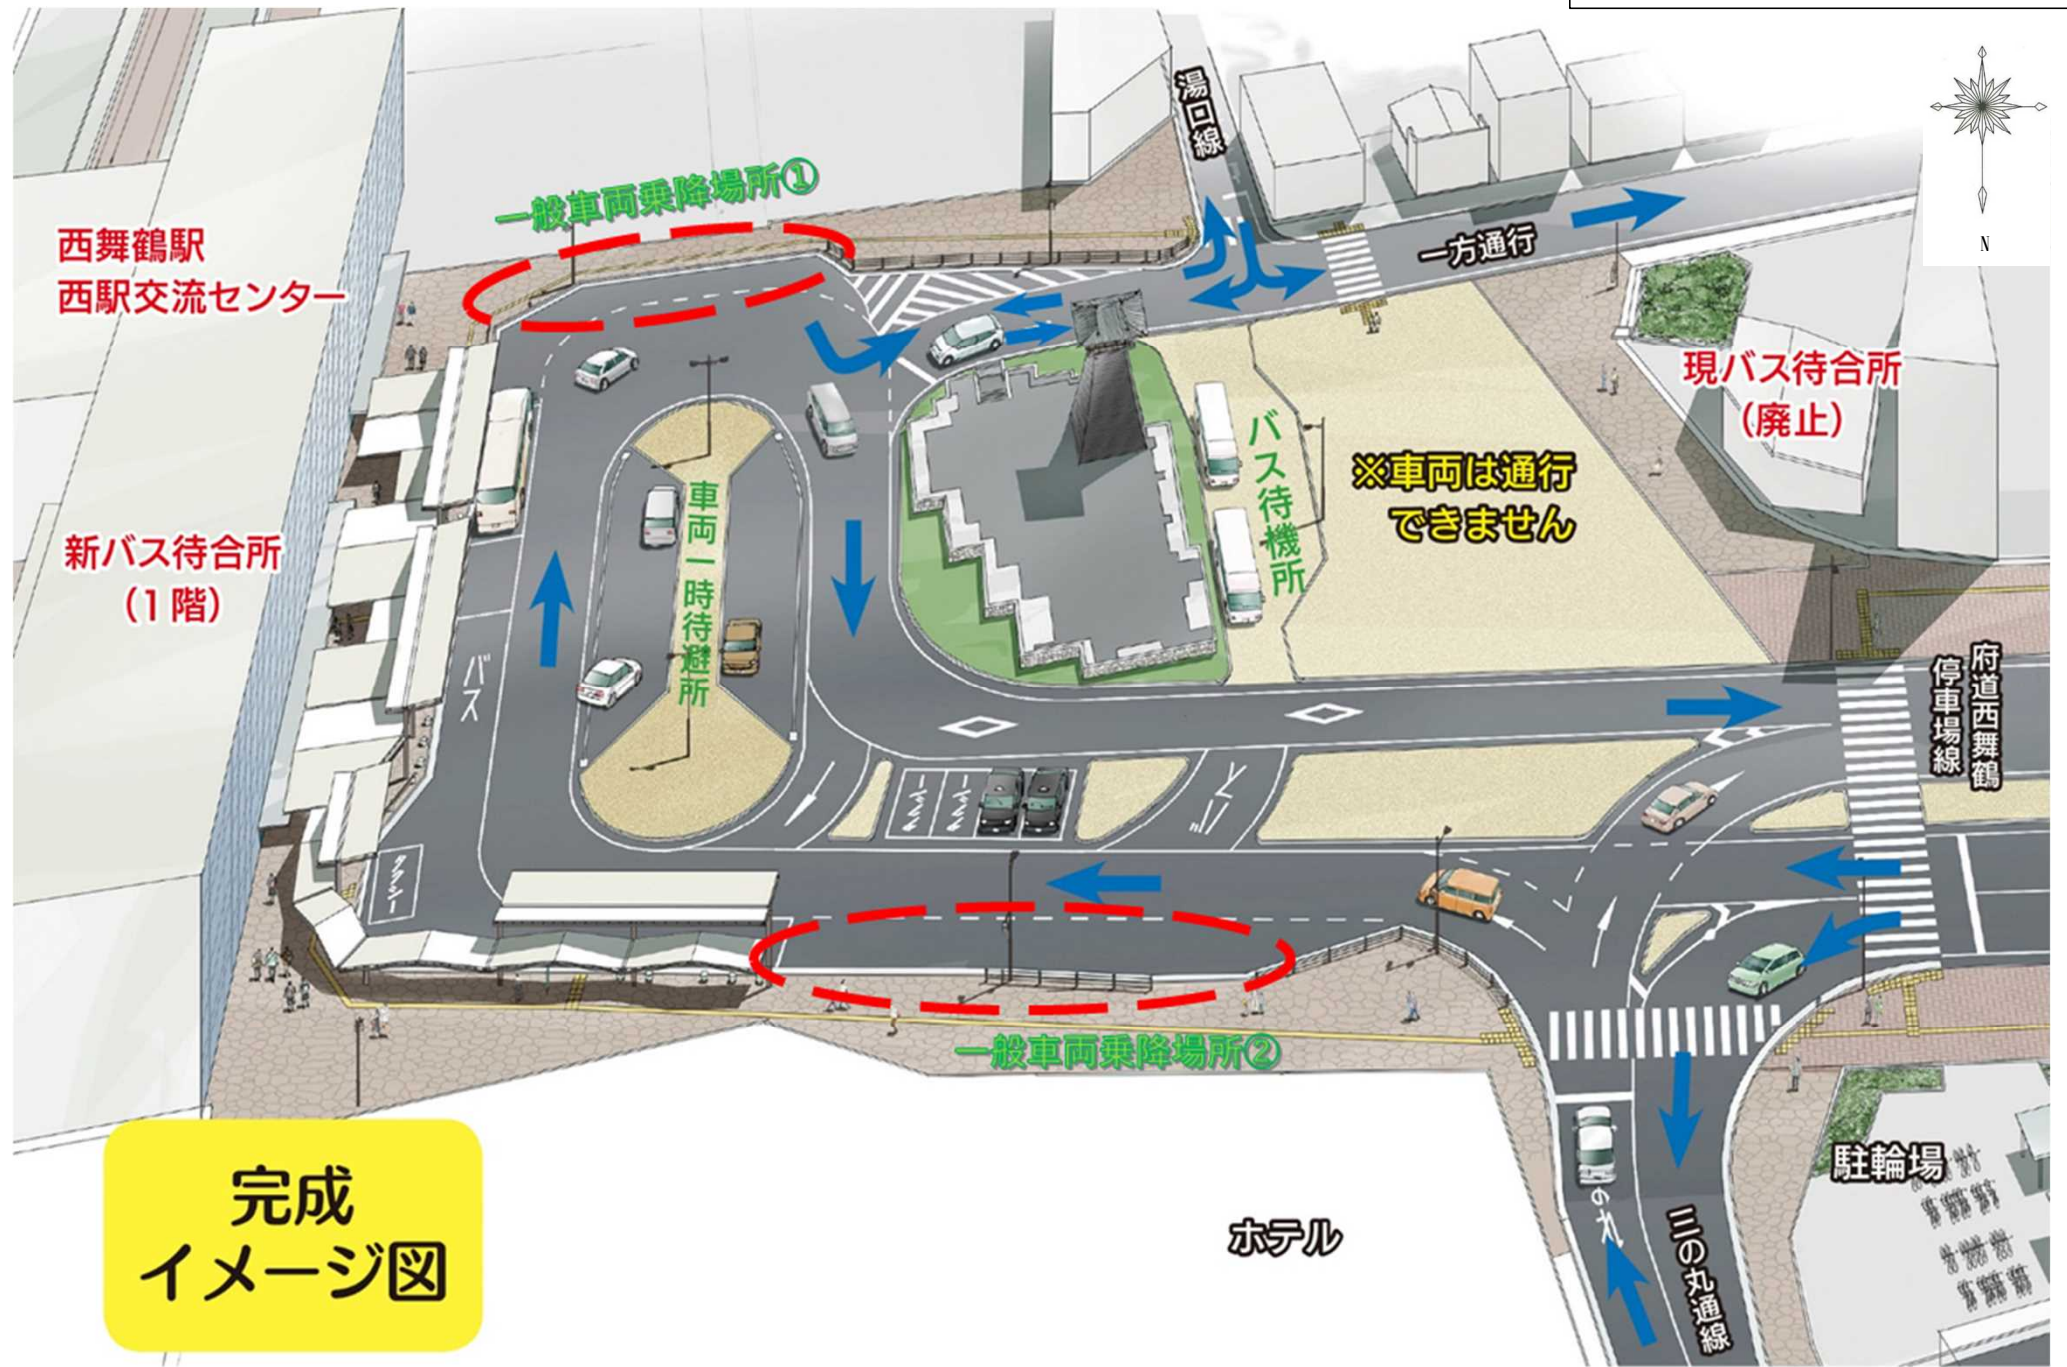 湯口線
N
一般車両乗降場所①
西舞鶴駅
西駅交流センター
一方通行
現バス待合所
（廃止）
バス待機所
※車両は通行
できません
車両一時待避所
新バス待合所
（1階）
バス
府道西舞鶴
停車場線
タクシー
一般車両乗降場所②
完成
イメージ図
ホテル
駐輪場
三の丸通線